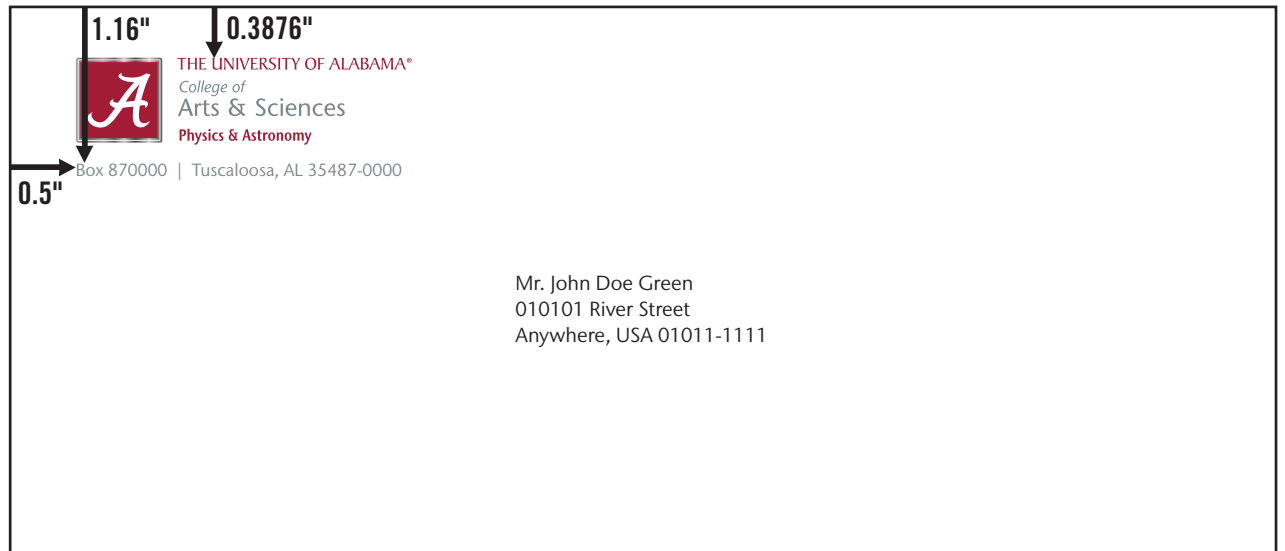 1.16"
0.3876"
THE UNIVERSITY OF ALABAMA®
College of
Arts & Sciences
Physics & Astronomy
A
Box 870000 | Tuscaloosa, AL 35487-0000
0.5"
Mr. John Doe Green
010101 River Street
Anywhere, USA 01011-1111